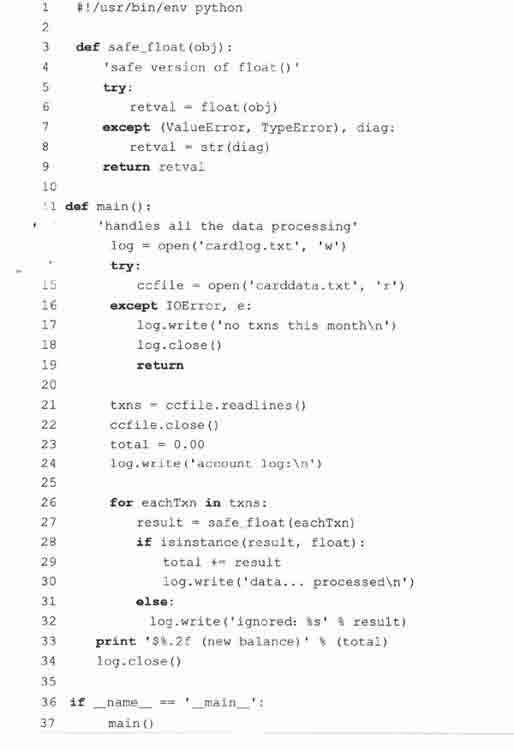 1 #!/usr/bin/env python
2
3 def safe_float(obj):
4 'safe version of float()'
5 try:
6 retval = float(obj)
7 except (ValueError, TypeError), diag:
8 retval = str(diag)
9 return retval
10
11 def main():
'handles all the data processing'
log = open('cardlog.txt', 'w')
try:
15 ccfile = open('carddata.txt', 'r')
16 except IOError, e:
17 log.write('no txns this month\n')
18 log.close()
19 return
20
21 txns = ccfile.readlines()
22 ccfile.close()
23 total = 0.00
24 log.write('account log:\n')
25
26 for eachTxn in txns:
27 result = safe_float(eachTxn)
28 if isinstance(result, float):
29 total += result
30 log.write('data... processed\n')
31 else:
32 log.write('ignored: %s' % result)
33 print '$%.2f (new balance)' % (total)
34 log.close()
35
36 if __name__ == '__main__':
37 main()